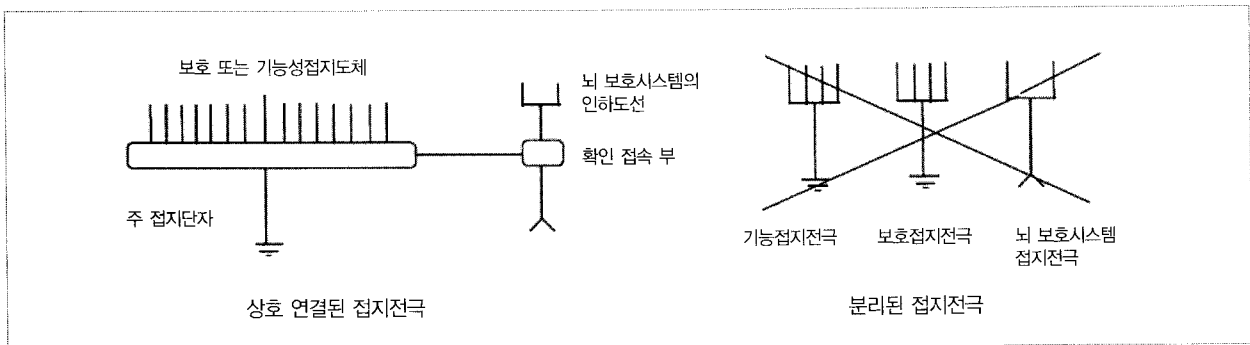 보호 또는 기능성접지도체
뇌 보호시스템의
인하도선
확인 접속 부
주 접지단자
상호 연결된 접지전극
기능접지전극
보호접지전극
뇌 보호시스템
접지전극
분리된 접지전극